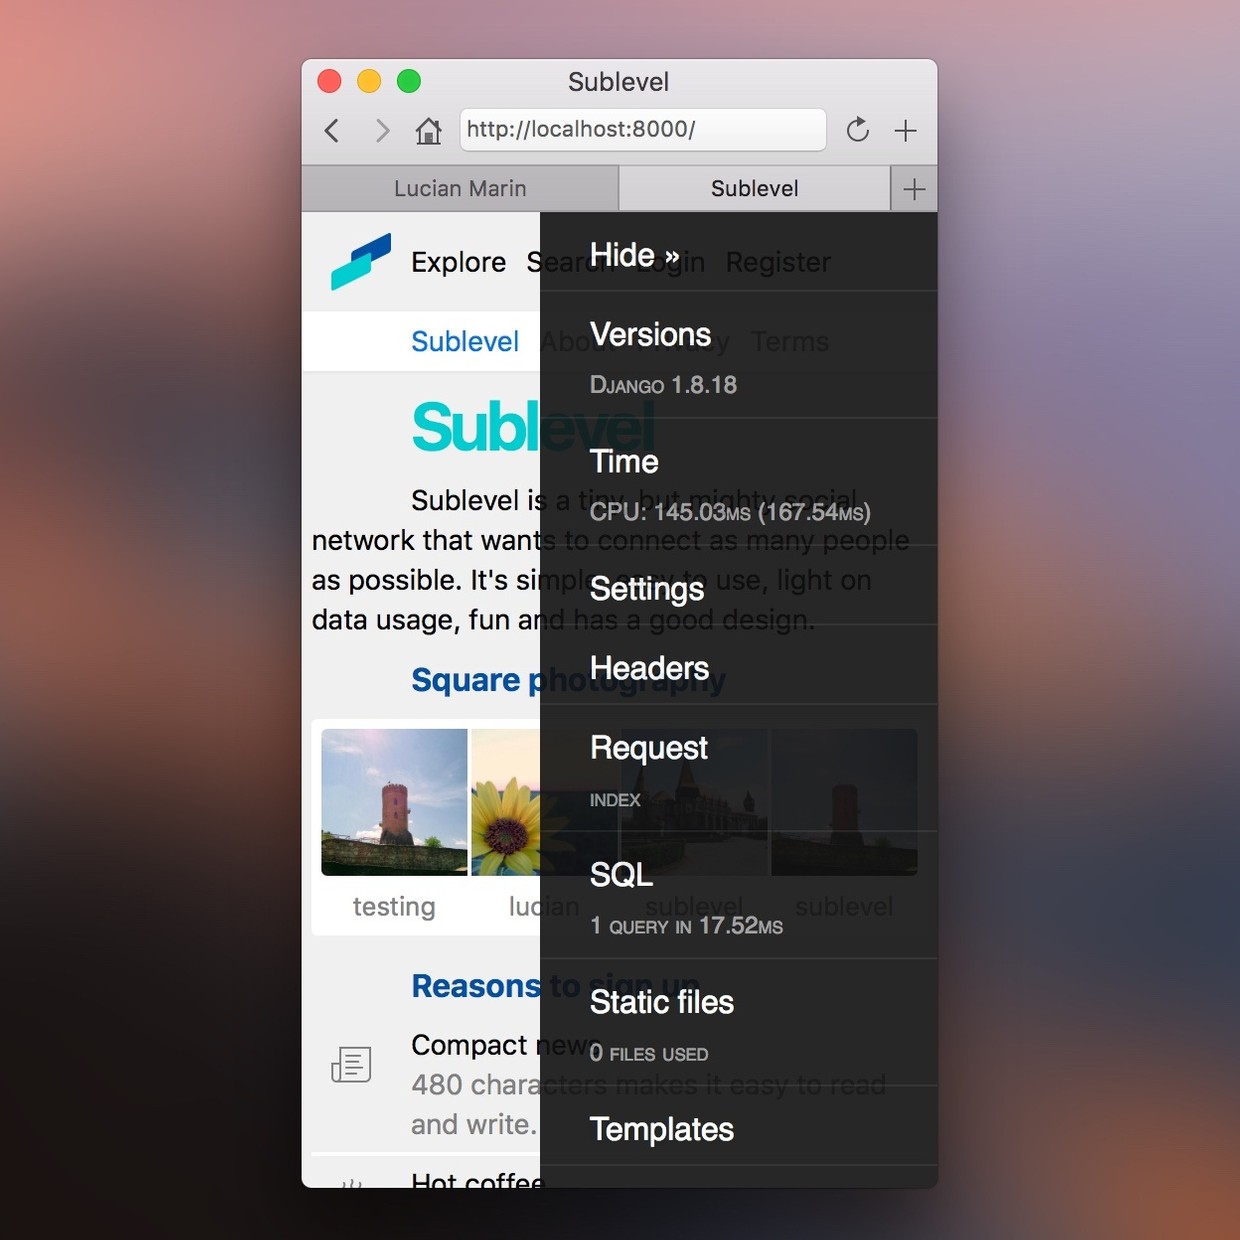 Sublevel
http://localhost:8000/
Lucian Marin
Sublevel
Explore Search Login Register
Sublevel About Privacy Terms
Sublevel
Sublevel is a tiny, but mighty social
network that wants to connect as many people
as possible. It's simple, easy to use, light on
data usage, fun and has a good design.
Square photography
testing lucian sublevel sublevel
Reasons to sign up
Compact news
480 characters makes it easy to read
and write.
Hot coffee
Hide »
Versions
Django 1.8.18
Time
CPU: 145.03ms (167.54ms)
Settings
Headers
Request
index
SQL
1 query in 17.52ms
Static files
0 files used
Templates